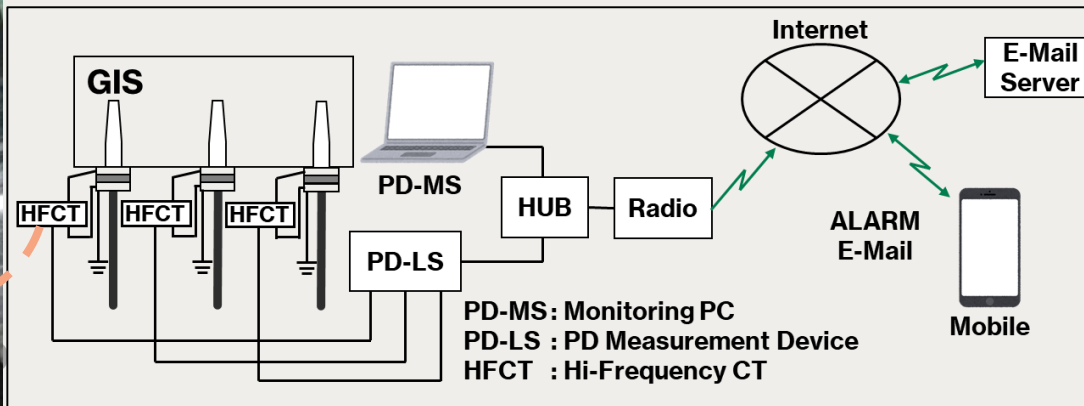 Internet
E-Mail
Server
GIS
PD-MS
HFCT
HFCT
HFCT
HUB
Radio
ALARM
E-Mail
PD-LS
Mobile
PD-MS : Monitoring PC
PD-LS : PD Measurement Device
HFCT : Hi-Frequency CT